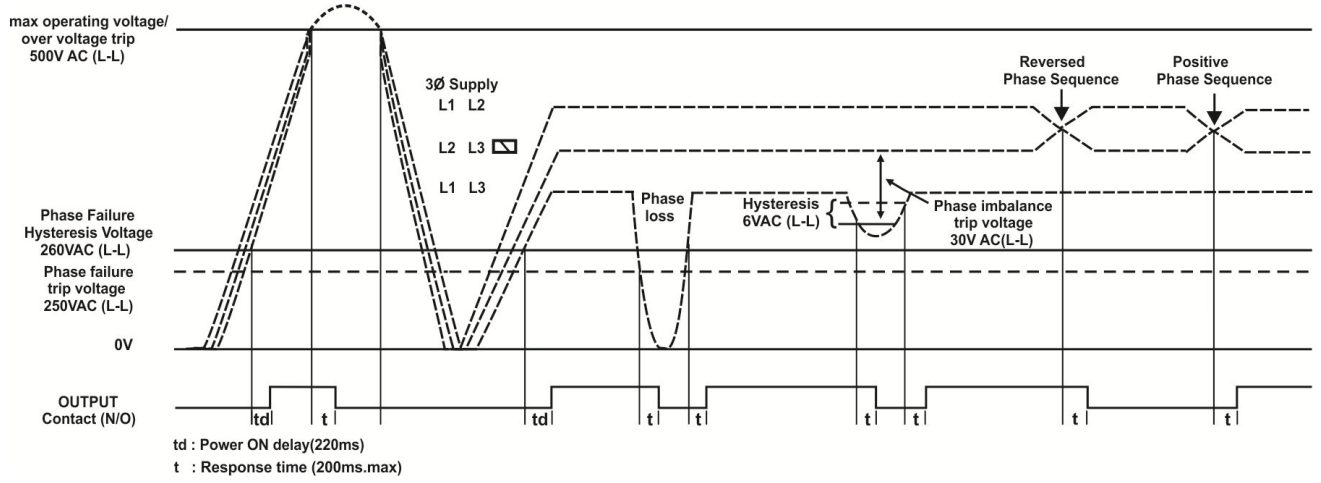 max operating voltage/
over voltage trip
500V AC (L-L)
3Ø Supply
L1 L2
L2 L3
L1 L3
Reversed
Phase Sequence
Positive
Phase Sequence
Phase
loss
Hysteresis
6VAC (L-L)
Phase imbalance
trip voltage
30V AC(L-L)
Phase Failure
Hysteresis Voltage
260VAC (L-L)
Phase failure
trip voltage
250VAC (L-L)
0V
OUTPUT
Contact (N/O)
td t td t t t t t t
td : Power ON delay(220ms)
t : Response time (200ms.max)